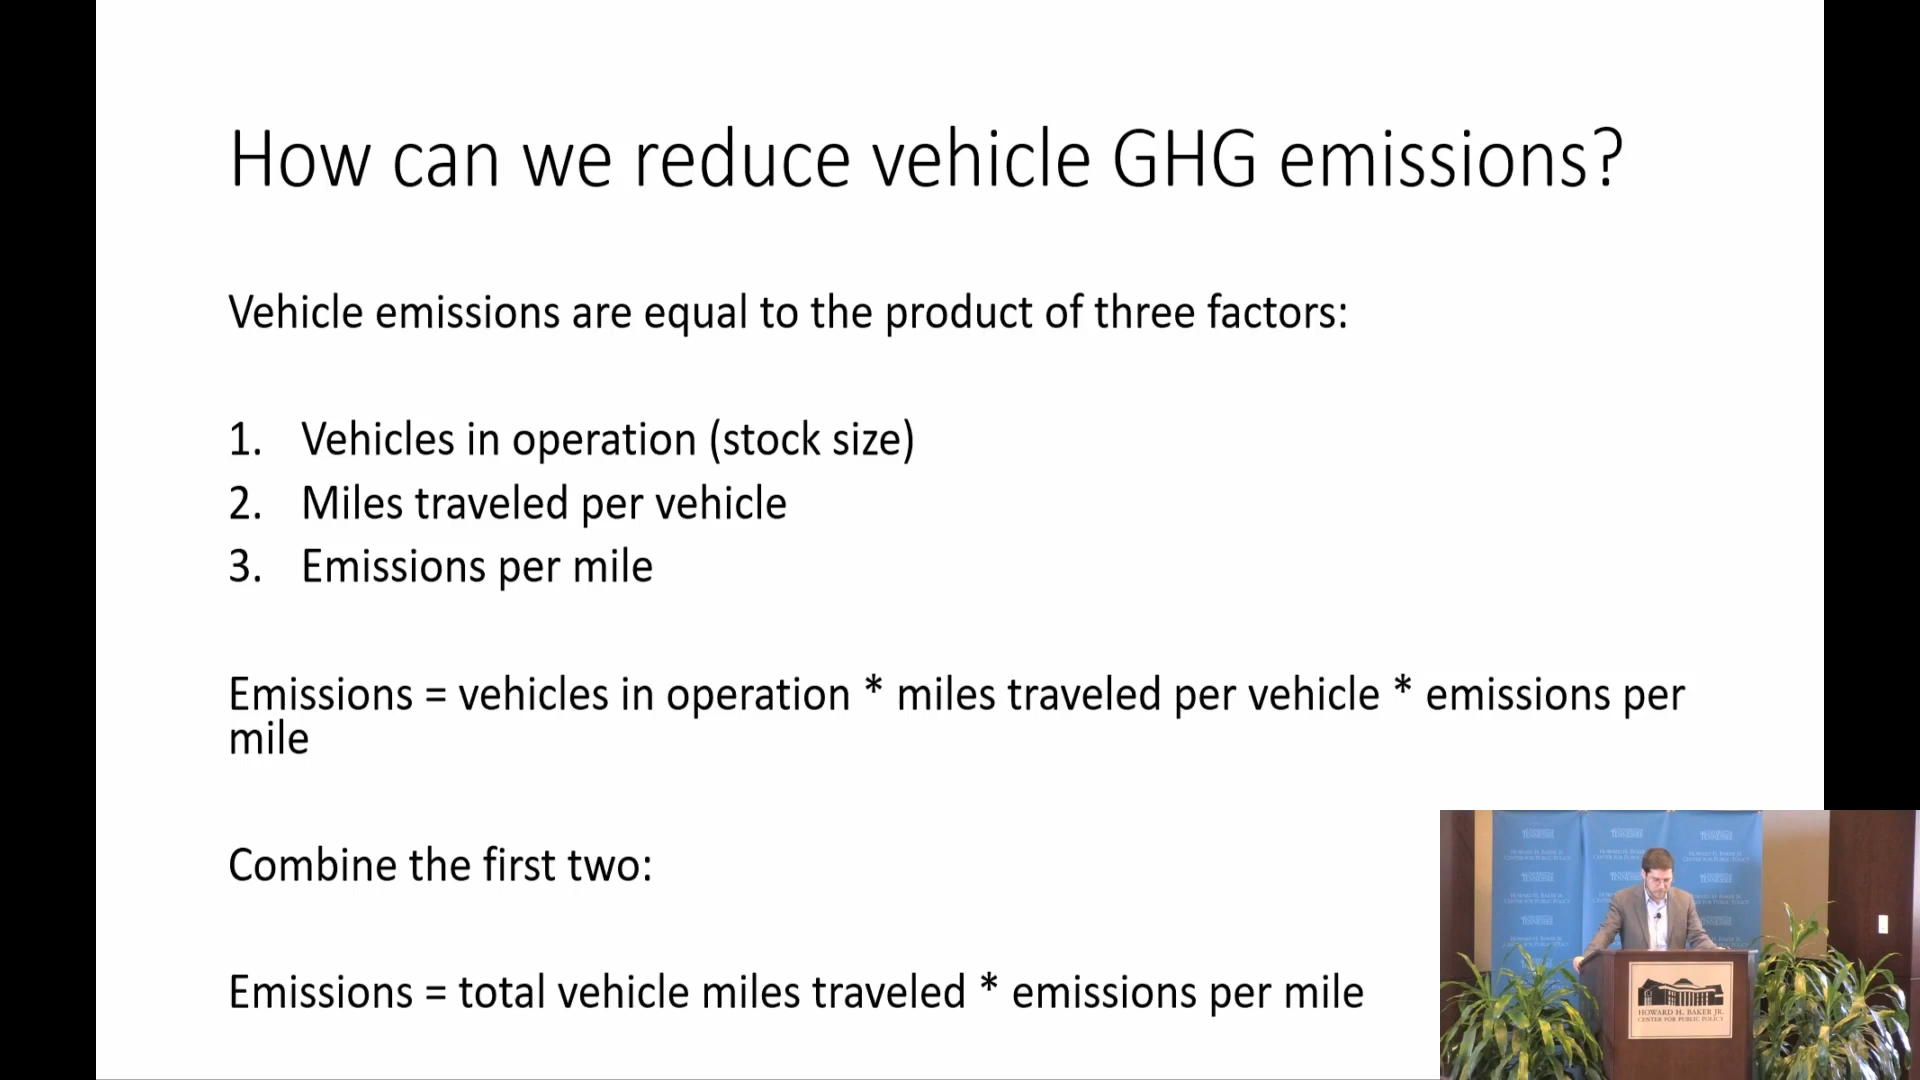 How can we reduce vehicle GHG emissions?
Vehicle emissions are equal to the product of three factors:
1. Vehicles in operation (stock size)
2. Miles traveled per vehicle
3. Emissions per mile
Emissions = vehicles in operation * miles traveled per vehicle * emissions per
mile
Combine the first two:
Emissions = total vehicle miles traveled * emissions per mile
HOWARD H. BAKER JR.
CENTER FOR PUBLIC POLICY